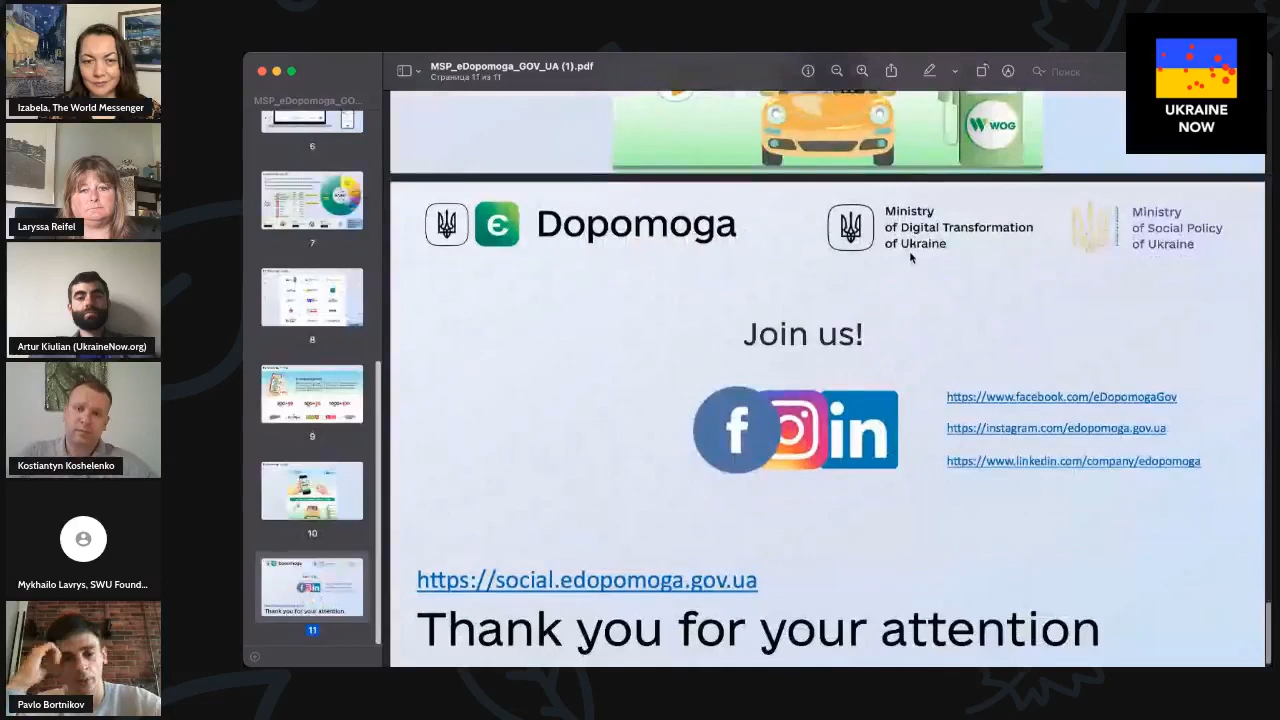 Izabela, The World Messenger
Laryssa Reifel
Artur Kiulian (UkraineNow.org)
Kostiantyn Koshelenko
Mykhailo Lavrys, SWU Found...
Pavlo Bortnikov
MSP_eDopomoga_GO...
6
7
8
9
10
11
MSP_eDopomoga_GOV_UA (1).pdf
Страница 11 из 11
Поиск
UKRAINE
NOW
WOG
є Dopomoga
Ministry
of Digital Transformation
of Ukraine
Ministry
of Social Policy
of Ukraine
Join us!
f in
https://www.facebook.com/eDopomogaGov
https://instagram.com/edopomoga.gov.ua
https://www.linkedin.com/company/edopomoga
https://social.edopomoga.gov.ua
Thank you for your attention